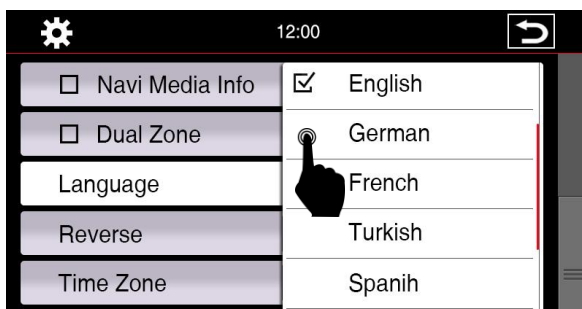 12:00
Navi Media Info
Dual Zone
Language
Reverse
Time Zone
English
German
French
Turkish
Spanih